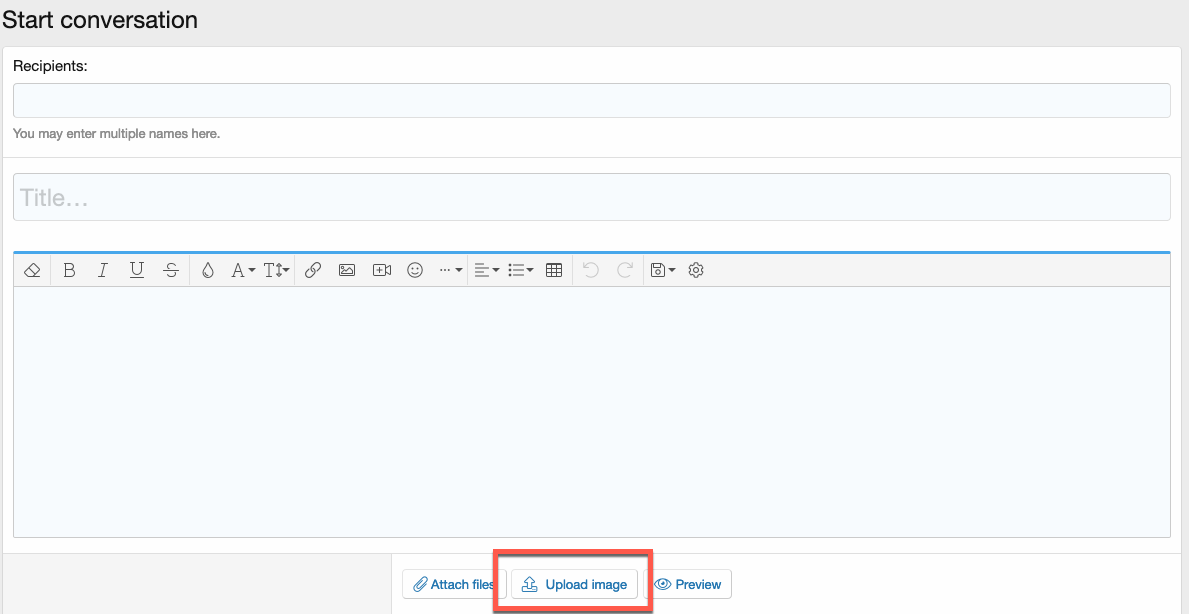 Start conversation
Recipients:
You may enter multiple names here.
Title...
B I U S A T
Attach files Upload image Preview